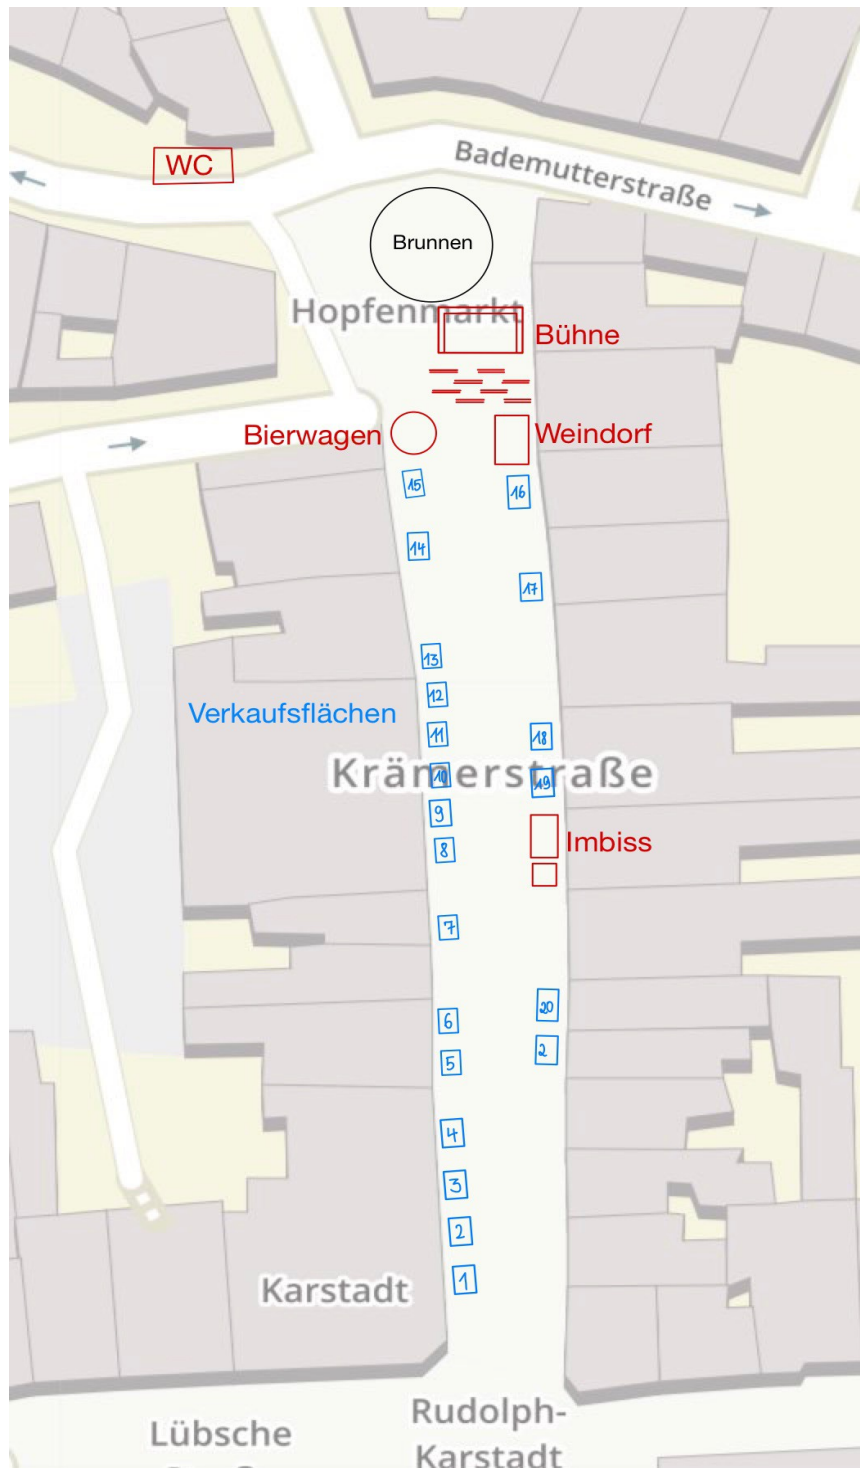 WC
Bademutterstraße
Brunnen
Hopfenmarkt
Bühne
Bierwagen
Weindorf
15
16
14
17
13
12
Verkaufsflächen
11
18
Krämerstraße
10
19
9
Imbiss
8
7
20
6
2
5
4
3
2
1
Karstadt
Rudolph-
Lübsche
Karstadt